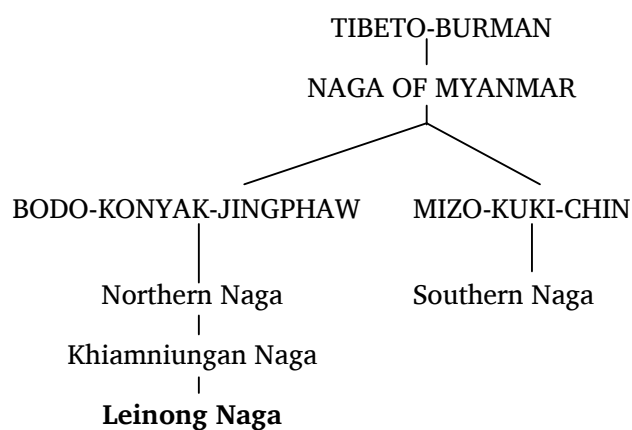 TIBETO-BURMAN
NAGA OF MYANMAR
BODO-KONYAK-JINGPHAW MIZO-KUKI-CHIN
Northern Naga Southern Naga
Khiamniungan Naga
Leinong Naga